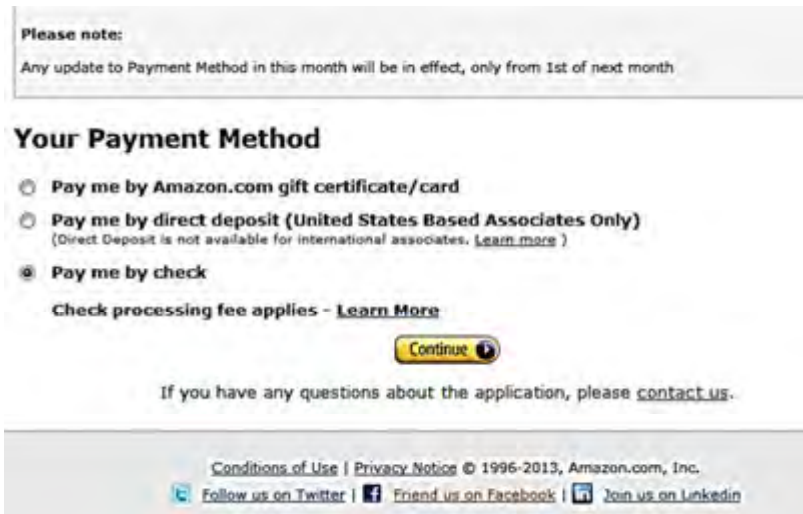 Please note:
Any update to Payment Method in this month will be in effect, only from 1st of next month
Your Payment Method
Pay me by Amazon.com gift certificate/card
Pay me by direct deposit (United States Based Associates Only)
(Direct Deposit is not available for international associates. Learn more )
Pay me by check
Check processing fee applies - Learn More
Continue
If you have any questions about the application, please contact us.
Conditions of Use | Privacy Notice © 1996-2013, Amazon.com, Inc.
Follow us on Twitter | Friend us on Facebook | Join us on Linkedin